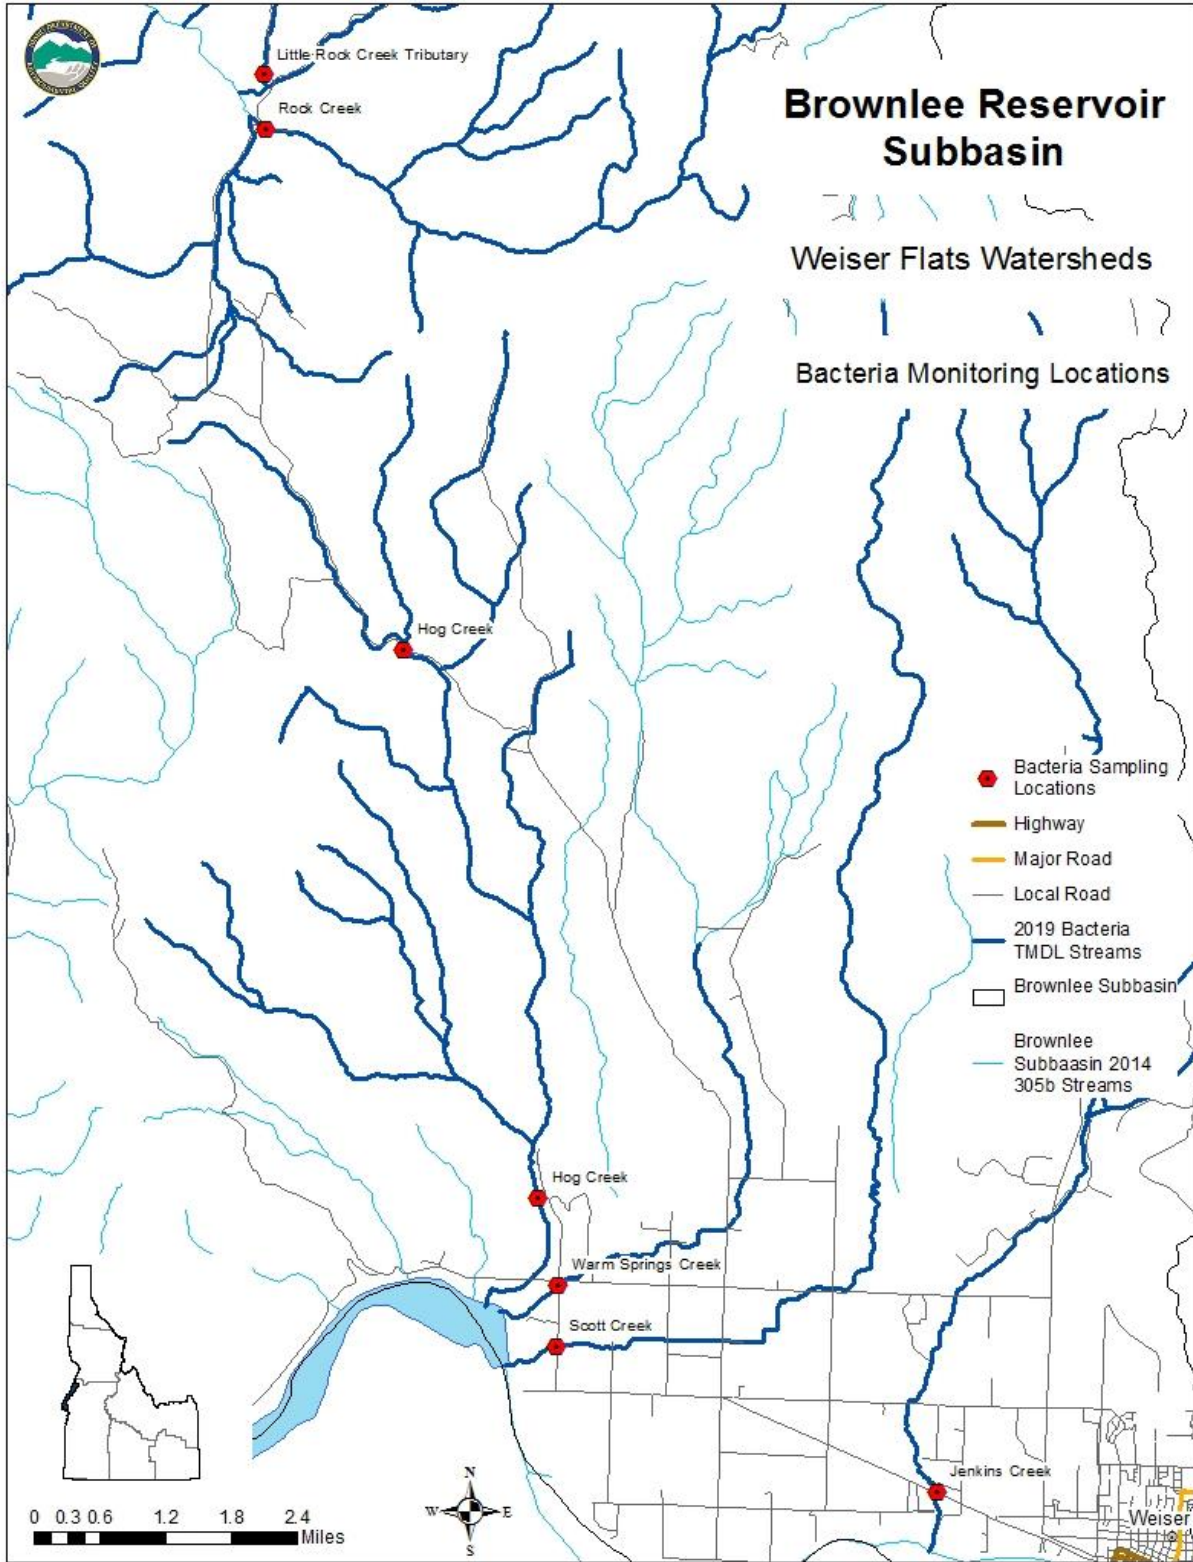 Brownlee Reservoir
Subbasin
Weiser Flats Watersheds
Bacteria Monitoring Locations
Little Rock Creek Tributary
Rock Creek
Hog Creek
Hog Creek
Warm Springs Creek
Scott Creek
Jenkins Creek
Weiser
Bacteria Sampling
Locations
Highway
Major Road
Local Road
2019 Bacteria
TMDL Streams
Brownlee Subbasin
Brownlee
Subbaasin 2014
305b Streams
N
W E
S
0 0.3 0.6 1.2 1.8 2.4
Miles